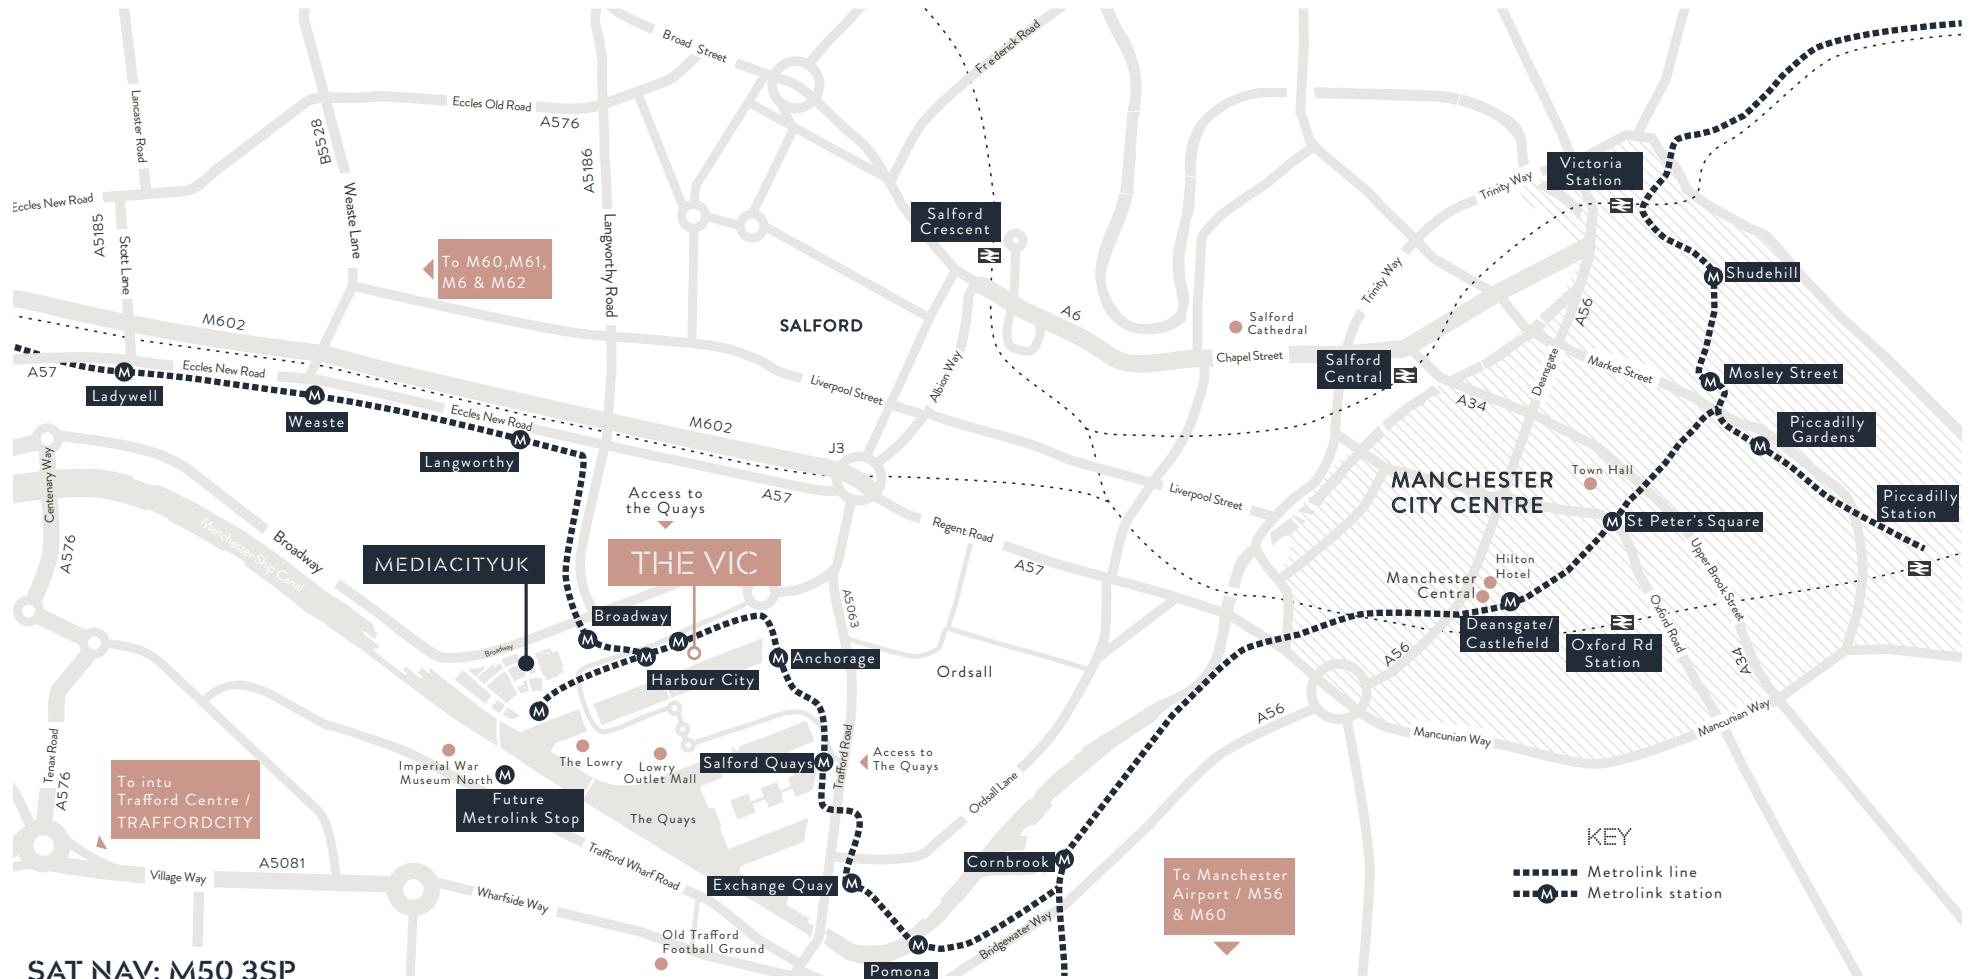 Broad Street
Frederick Road
Lancaster Road
Eccles Old Road
A576
B5528
A5186
Eccles New Road
A5185
Stott Lane
Weaste Lane
Langworthy Road
To M60,M61,
M6 & M62
Salford
Crescent
Trinity Way
Victoria
Station
Shudehill
Trinity Way
A56
M602
SALFORD
A6
Salford
Cathedral
Chapel Street
Salford
Central
Deansgate
Market Street
Mosley Street
A57
Eccles New Road
Ladywell
Weaste
Eccles New Road
Langworthy
M602
Liverpool Street
Albion Way
A34
Piccadilly
Gardens
J3
A57
Liverpool Street
MANCHESTER
CITY CENTRE
Town Hall
Piccadilly
Station
St Peter's Square
Centenary Way
A576
Manchester Ship Canal
Broadway
Access to
the Quays
Regent Road
A57
MEDIACITYUK
THE VIC
Hilton
Hotel
Manchester
Central
Upper Brook Street
Oxford Road
Broadway
A5063
Deansgate/
Castlefield
Oxford Rd
Station
A56
A34
Broadway
Harbour City
Anchorage
Ordsall
A56
Mancunian Way
Mancunian Way
Tenax Road
A576
Imperial War
Museum North
The Lowry
Lowry
Outlet Mall
Salford Quays
Trafford Road
Access to
The Quays
Ordsall Lane
To intu
Trafford Centre /
TRAFFORDCITY
Future
Metrolink Stop
The Quays
KEY
Metrolink line
Metrolink station
A5081
Village Way
Trafford Wharf Road
Wharfside Way
Exchange Quay
Cornbrook
To Manchester
Airport / M56
& M60
Bridgewater Way
Old Trafford
Football Ground
Pomona
SAT NAV: M50 3SP